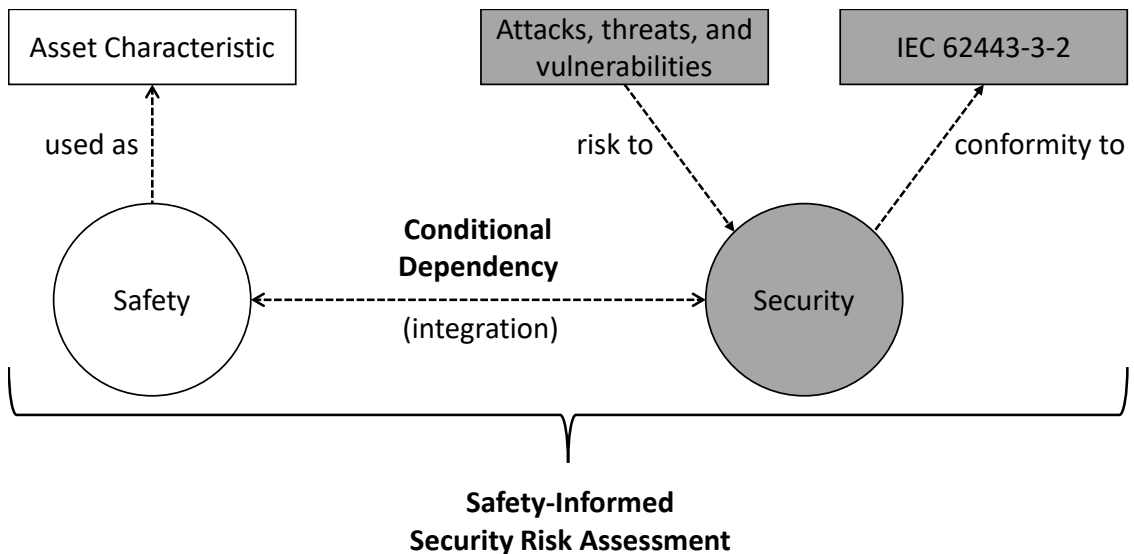 Asset Characteristic
Attacks, threats, and
vulnerabilities
IEC 62443-3-2
used as
risk to
conformity to
Conditional
Dependency
Safety
(integration)
Security
Safety-Informed
Security Risk Assessment